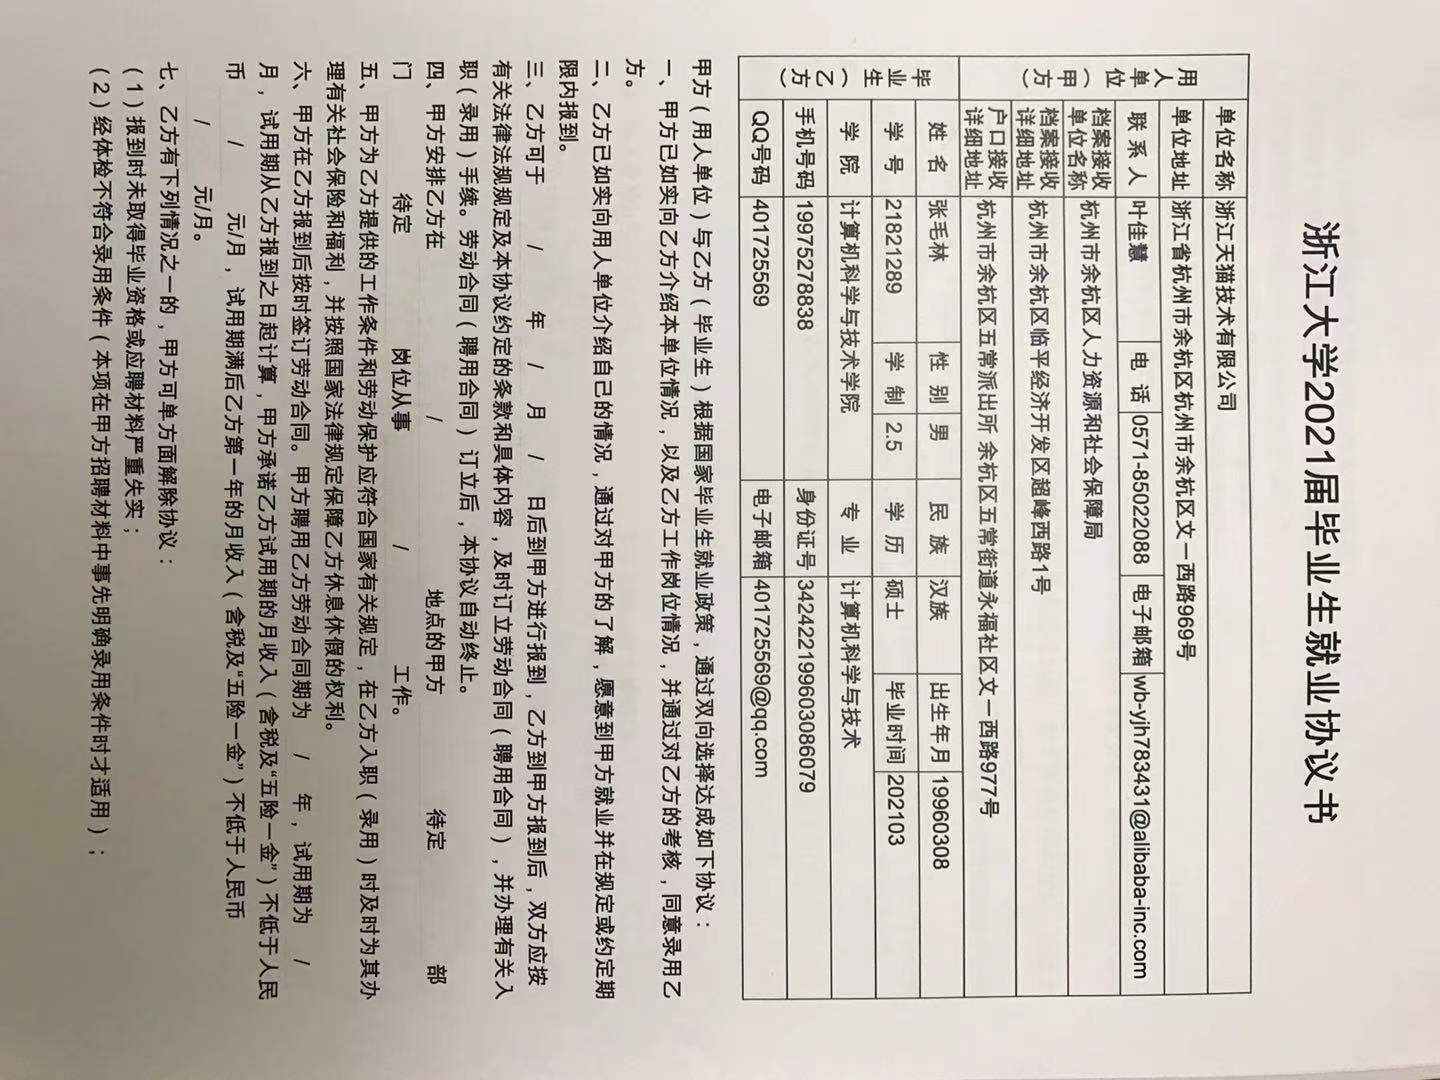 浙江大学2021届毕业生就业协议书
用人单位（甲方）
单位名称 浙江天猫技术有限公司
单位地址 浙江省杭州市余杭区杭州市余杭区文一西路969号
联系人 叶佳慧 电话 0571-85022088 电子邮箱 wb-yjh783431@alibaba-inc.com
档案接收单位名称 杭州市余杭区人力资源和社会保障局
档案接收详细地址 杭州市余杭区临平经济开发区超峰西路1号
户口接收详细地址 杭州市余杭区五常派出所 余杭区五常街道永福社区文一西路977号
毕业生（乙方）
姓名 张毛林 性别 男 民族 汉族 出生年月 19960308
学号 21821289 学制 2.5 学历 硕士 毕业时间 202103
学院 计算机科学与技术学院 专业 计算机科学与技术
手机号码 19975278838 身份证号 342422199603086079
QQ号码 401725569 电子邮箱 401725569@qq.com
甲方（用人单位）与乙方（毕业生）根据国家毕业生就业政策，通过双向选择达成如下协议：
一、甲方已如实向乙方介绍本单位情况，以及乙方工作岗位情况，并通过对乙方的考核，同意录用乙
方。
二、乙方已如实向用人单位介绍自己的情况，通过对甲方的了解，愿意到甲方就业并在规定或约定期
限内报到。
三、乙方可于 / 年 / 月 / 日后到甲方进行报到，乙方到甲方报到后，双方应按
有关法律法规规定及本协议约定的条款和具体内容，及时订立劳动合同（聘用合同），并办理有关入
职（录用）手续。劳动合同（聘用合同）订立后，本协议自动终止。
四、甲方安排乙方在 / 地点的甲方 待定 部
门 待定 岗位从事 / 工作。
五、甲方为乙方提供的工作条件和劳动保护应符合国家有关规定，在乙方入职（录用）时及时为其办
理有关社会保险和福利，并按照国家法律规定保障乙方休息休假的权利。
六、甲方在乙方报到后按时签订劳动合同。甲方聘用乙方劳动合同期为 / 年，试用期为 /
月，试用期从乙方报到之日起计算，甲方承诺乙方试用期的月收入（含税及“五险一金”）不低于人民
币 / 元/月，试用期满后乙方第一年的月收入（含税及“五险一金”）不低于人民币
/ 元/月。
七、乙方有下列情况之一的，甲方可单方面解除协议：
（1）报到时未取得毕业资格或应聘材料严重失实；
（2）经体检不符合录用条件（本项在甲方招聘材料中事先明确录用条件时才适用）；